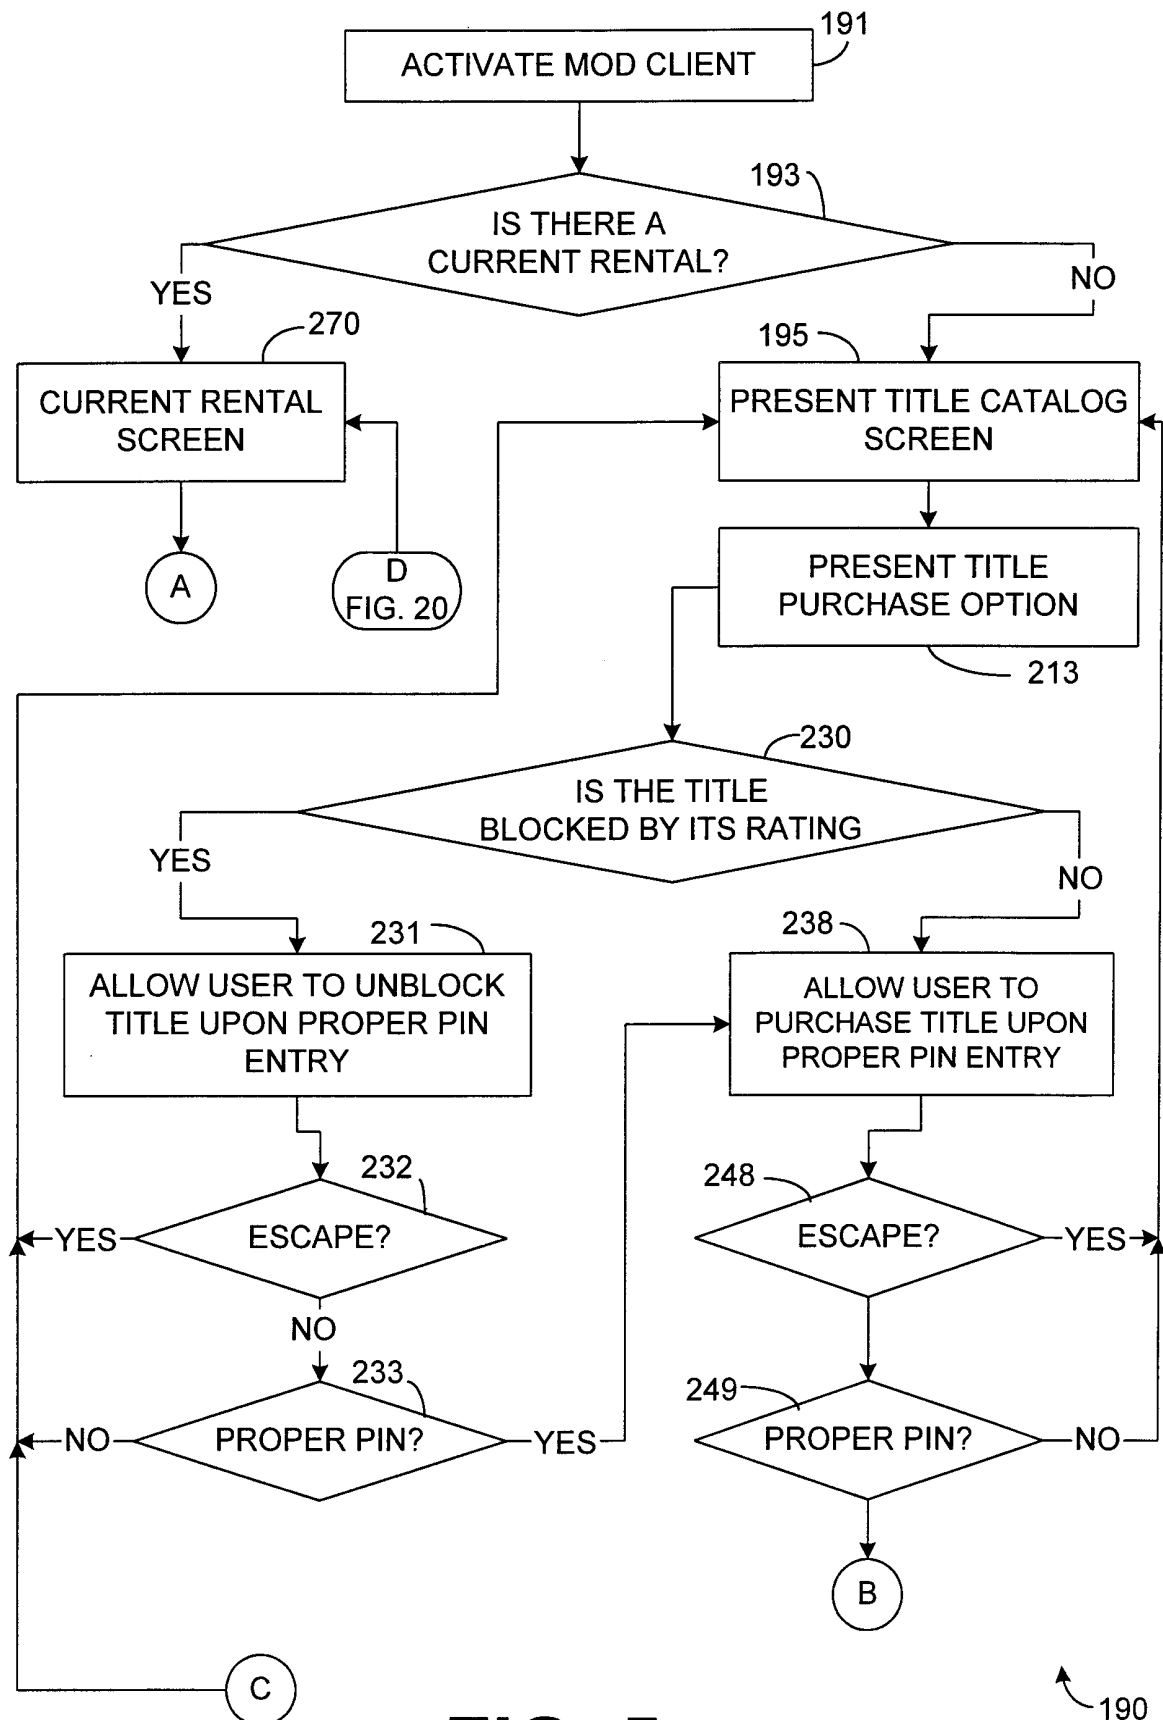 191
ACTIVATE MOD CLIENT
193
IS THERE A
CURRENT RENTAL?
YES
NO
270
195
CURRENT RENTAL
SCREEN
PRESENT TITLE CATALOG
SCREEN
A
D
FIG. 20
PRESENT TITLE
PURCHASE OPTION
213
230
IS THE TITLE
BLOCKED BY ITS RATING
YES
NO
231
238
ALLOW USER TO UNBLOCK
TITLE UPON PROPER PIN
ENTRY
ALLOW USER TO
PURCHASE TITLE UPON
PROPER PIN ENTRY
232
248
YES
ESCAPE?
ESCAPE?
YES
NO
233
249
NO
PROPER PIN?
YES
PROPER PIN?
NO
B
C
190